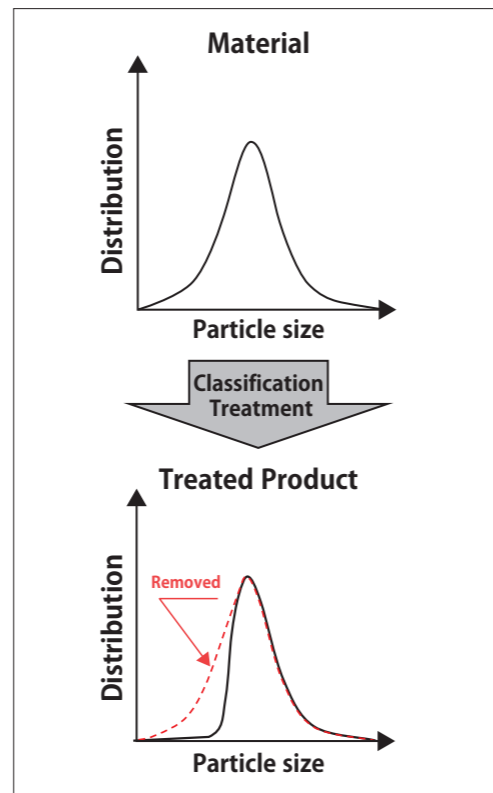 Material
Distribution
Particle size
Classification
Treatment
Treated Product
Removed
Distribution
Particle size